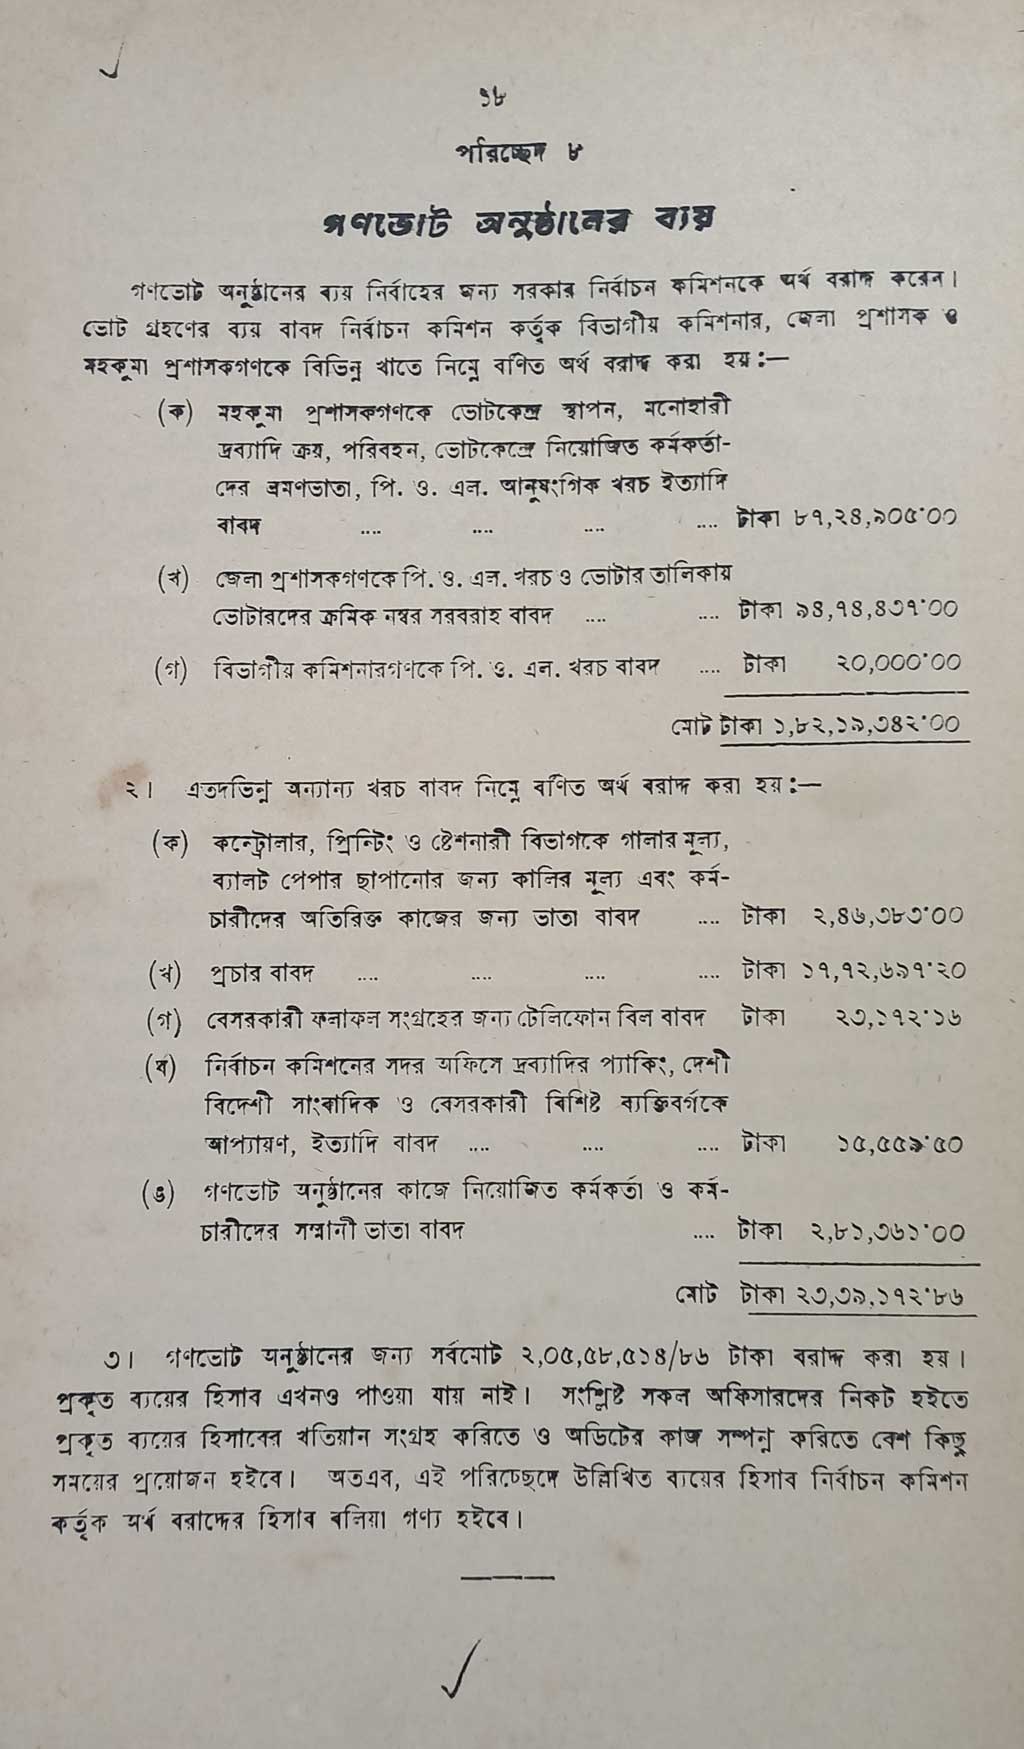 ১৮
পরিচ্ছেদ ৮
গণভোট অনুষ্ঠানের ব্যয়
গণভোট অনুষ্ঠানের ব্যয় নির্বাহের জন্য সরকার নির্বাচন কমিশনকে অর্থ বরাদ্দ করেন।
ভোট গ্রহণের ব্যয় বাবদ নির্বাচন কমিশন কর্তৃক বিভাগীয় কমিশনার, জেলা প্রশাসক ও
মহকুমা প্রশাসকগণকে বিভিন্ন খাতে নিম্নে বর্ণিত অর্থ বরাদ্দ করা হয়ঃ—
(ক) মহকুমা প্রশাসকগণকে ভোটকেন্দ্র স্থাপন, মনোহারী
দ্রব্যাদি ক্রয়, পরিবহন, ভোটকেন্দ্রে নিয়োজিত কর্মকর্তা-
দের ভ্রমণভাতা, পি. ও. এল. আনুষংগিক খরচ ইত্যাদি
বাবদ .... .... .... .... টাকা ৮৭,২৪,৯০৫·০০
(খ) জেলা প্রশাসকগণকে পি. ও. এল. খরচ ও ভোটার তালিকায়
ভোটারদের ক্রমিক নম্বর সরবরাহ বাবদ .... .... টাকা ৯৪,৭৪,৪৩৭·০০
(গ) বিভাগীয় কমিশনারগণকে পি. ও. এল. খরচ বাবদ .... টাকা ২০,০০০·০০
মোট টাকা ১,৮২,১৯,৩৪২·০০
২। এতদভিন্ন অন্যান্য খরচ বাবদ নিম্নে বর্ণিত অর্থ বরাদ্দ করা হয়ঃ—
(ক) কন্ট্রোলার, প্রিন্টিং ও ষ্টেশনারী বিভাগকে গালার মূল্য,
ব্যালট পেপার ছাপানোর জন্য কালির মূল্য এবং কর্ম-
চারীদের অতিরিক্ত কাজের জন্য ভাতা বাবদ .... টাকা ২,৪৬,৩৮৩·০০
(খ) প্রচার বাবদ .... .... .... .... টাকা ১৭,৭২,৬৯৭·২০
(গ) বেসরকারী ফলাফল সংগ্রহের জন্য টেলিফোন বিল বাবদ টাকা ২৩,১৭২·১৬
(ঘ) নির্বাচন কমিশনের সদর অফিসে দ্রব্যাদির প্যাকিং, দেশী
বিদেশী সাংবাদিক ও বেসরকারী বিশিষ্ট ব্যক্তিবর্গকে
আপ্যায়ণ, ইত্যাদি বাবদ .... .... .... টাকা ১৫,৫৫৯·৫০
(ঙ) গণভোট অনুষ্ঠানের কাজে নিয়োজিত কর্মকর্তা ও কর্ম-
চারীদের সম্মানী ভাতা বাবদ .... টাকা ২,৮১,৩৬১·০০
মোট টাকা ২৩,৩৯,১৭২·৮৬
৩। গণভোট অনুষ্ঠানের জন্য সর্বমোট ২,০৫,৫৮,৫১৪/৮৬ টাকা বরাদ্দ করা হয়।
প্রকৃত ব্যয়ের হিসাব এখনও পাওয়া যায় নাই। সংশ্লিষ্ট সকল অফিসারদের নিকট হইতে
প্রকৃত ব্যয়ের হিসাবের খতিয়ান সংগ্রহ করিতে ও অডিটের কাজ সম্পন্ন করিতে বেশ কিছু
সময়ের প্রয়োজন হইবে। অতএব, এই পরিচ্ছেদে উল্লিখিত ব্যয়ের হিসাব নির্বাচন কমিশন
কর্তৃক অর্থ বরাদ্দের হিসাব বলিয়া গণ্য হইবে।